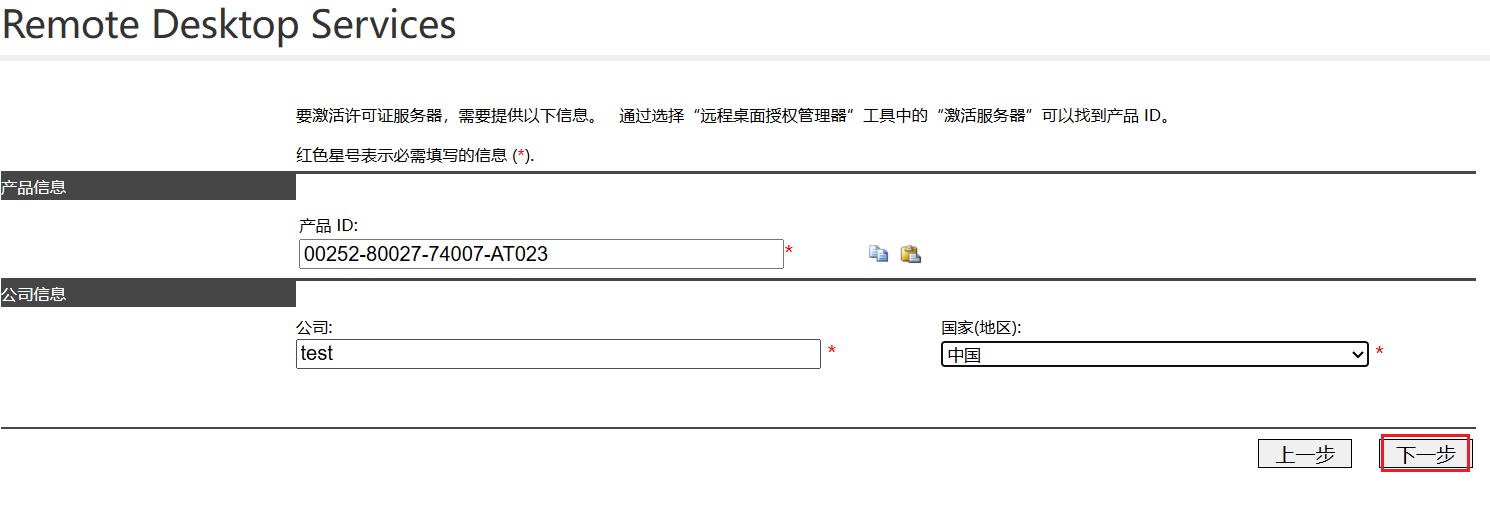 Remote Desktop Services
要激活许可证服务器，需要提供以下信息。 通过选择“远程桌面授权管理器”工具中的“激活服务器”可以找到产品 ID。
红色星号表示必需填写的信息 (*).
产品信息
产品 ID:
00252-80027-74007-AT023 *
公司信息
公司: 国家(地区):
test * 中国 *
上一步 下一步